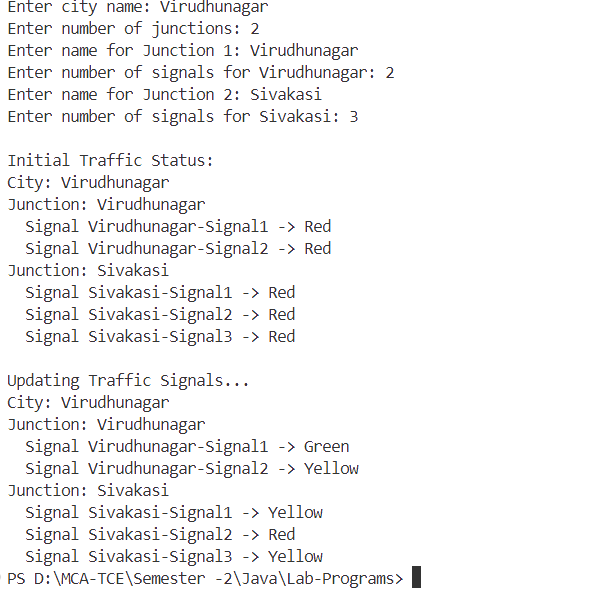 Enter city name: Virudhunagar
Enter number of junctions: 2
Enter name for Junction 1: Virudhunagar
Enter number of signals for Virudhunagar: 2
Enter name for Junction 2: Sivakasi
Enter number of signals for Sivakasi: 3

Initial Traffic Status:
City: Virudhunagar
Junction: Virudhunagar
  Signal Virudhunagar-Signal1 -> Red
  Signal Virudhunagar-Signal2 -> Red
Junction: Sivakasi
  Signal Sivakasi-Signal1 -> Red
  Signal Sivakasi-Signal2 -> Red
  Signal Sivakasi-Signal3 -> Red

Updating Traffic Signals...
City: Virudhunagar
Junction: Virudhunagar
  Signal Virudhunagar-Signal1 -> Green
  Signal Virudhunagar-Signal2 -> Yellow
Junction: Sivakasi
  Signal Sivakasi-Signal1 -> Yellow
  Signal Sivakasi-Signal2 -> Red
  Signal Sivakasi-Signal3 -> Yellow
PS D:\MCA-TCE\Semester -2\Java\Lab-Programs>